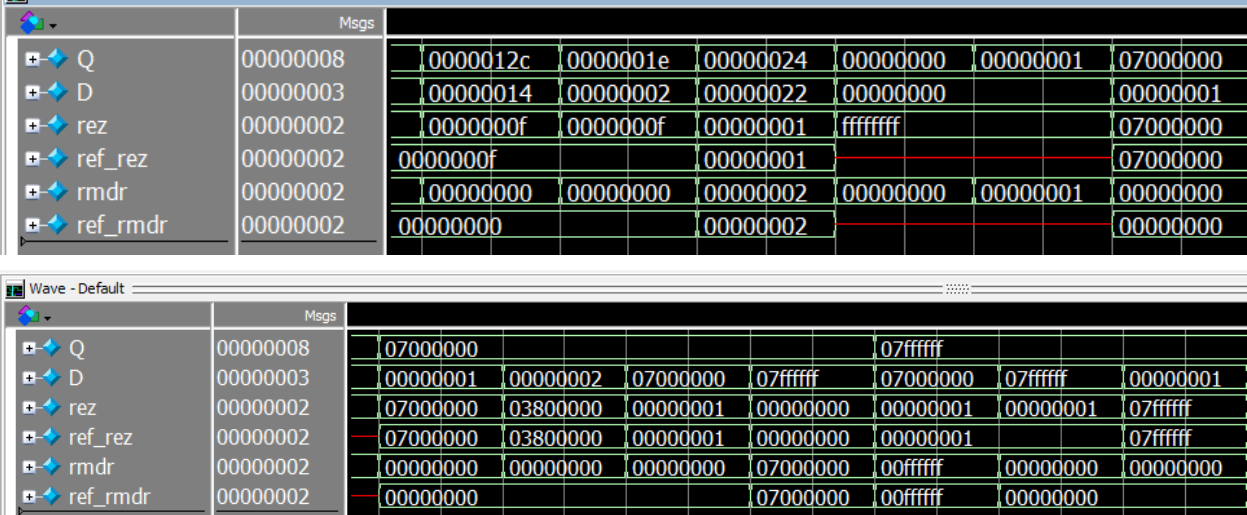 Msgs
Q 00000008 0000012c 0000001e 00000024 00000000 00000001 07000000
D 00000003 00000014 00000002 00000022 00000000 00000001
rez 00000002 0000000f 0000000f 00000001 ffffffff 07000000
ref_rez 00000002 0000000f 00000001 07000000
rmdr 00000002 00000000 00000000 00000002 00000000 00000001 00000000
ref_rmdr 00000002 00000000 00000002 00000000
Wave - Default
Msgs
Q 00000008 07000000 07ffffff
D 00000003 00000001 00000002 07000000 07ffffff 07000000 07ffffff 00000001
rez 00000002 07000000 03800000 00000001 00000000 00000001 00000001 07ffffff
ref_rez 00000002 07000000 03800000 00000001 00000000 00000001 07ffffff
rmdr 00000002 00000000 00000000 00000000 07000000 00ffffff 00000000 00000000
ref_rmdr 00000002 00000000 07000000 00ffffff 00000000